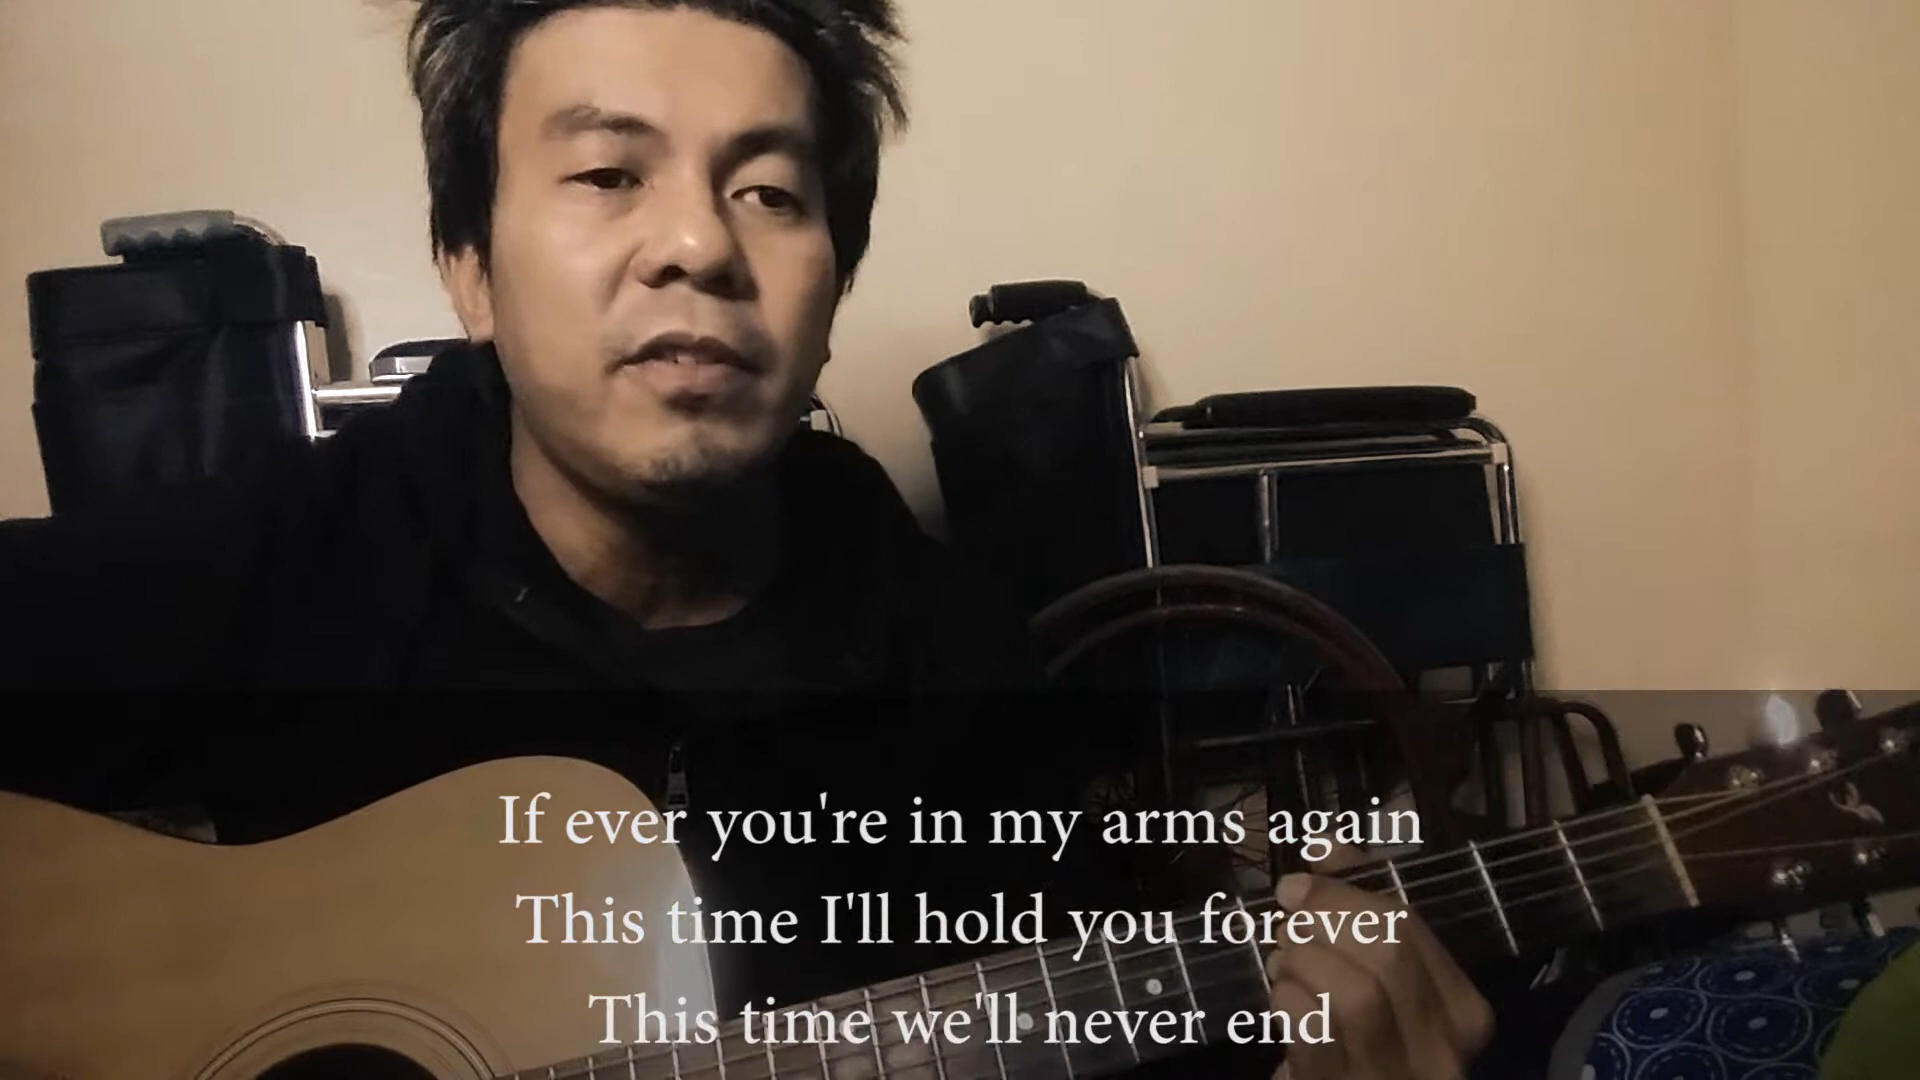 If ever you're in my arms again
This time I'll hold you forever
This time we'll never end